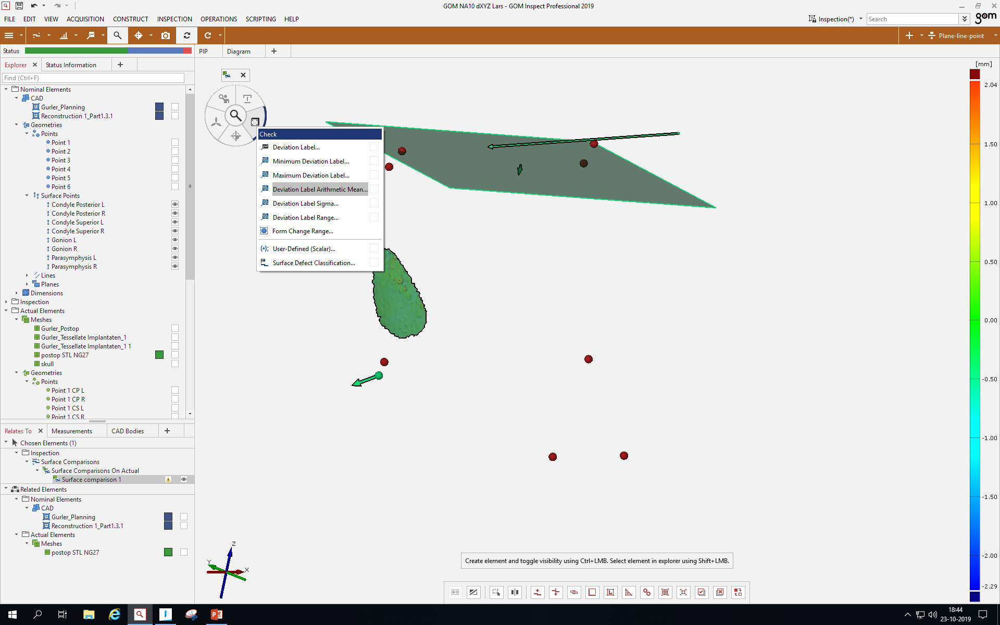 GOM NA10 dXYZ Lars - GOM Inspect Professional 2019
FILE EDIT VIEW ACQUISITION CONSTRUCT INSPECTION OPERATIONS SCRIPTING HELP
Inspection(*) Search gom
Plane-line-point
Status
PIP Diagram
Explorer Status Information
Find (Ctrl+F)
Nominal Elements
CAD
Gurler_Planning
Reconstruction 1_Part1.3.1
Geometries
Points
Point 1
Point 2
Point 3
Point 4
Point 5
Point 6
Surface Points
Condyle Posterior L
Condyle Posterior R
Condyle Superior L
Condyle Superior R
Gonion L
Gonion R
Parasymphysis L
Parasymphysis R
Lines
Planes
Dimensions
Inspection
Actual Elements
Meshes
Gurler_Postop
Gurler_Tessellate Implantaten_1
Gurler_Tessellate Implantaten_1 1
postop STL NG27
skull
Geometries
Points
Point 1 CP L
Point 1 CP R
Point 1 CS L
Point 1 CS R
Relates To Measurements CAD Bodies
Chosen Elements (1)
Inspection
Surface Comparisons
Surface Comparisons On Actual
Surface comparison 1
Related Elements
Nominal Elements
CAD
Gurler_Planning
Reconstruction 1_Part1.3.1
Actual Elements
Meshes
postop STL NG27
Check
Deviation Label...
Minimum Deviation Label...
Maximum Deviation Label...
Deviation Label Arithmetic Mean...
Deviation Label Sigma...
Deviation Label Range...
Form Change Range...
User-Defined (Scalar)...
Surface Defect Classification...
[mm]
2.04
1.50
1.00
0.50
0.00
-0.50
-1.00
-1.50
-2.00
-2.29
Z
Y
X
Create element and toggle visibility using Ctrl+LMB. Select element in explorer using Shift+LMB.
18:44
23-10-2019